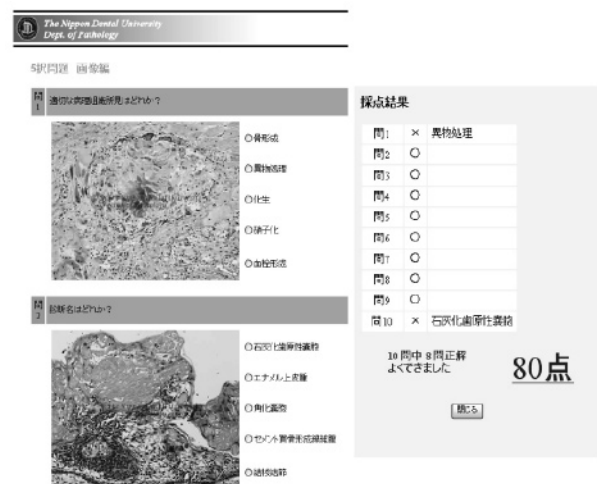 The Nippon Dental University
Dept. of Pathology
5択問題 画像編
問1 適切な病理組織所見はどれか?
○骨形成
○異物処理
○化生
○硝子化
○血栓形成
問2 診断名はどれか?
○石灰化歯原性嚢胞
○エナメル上皮腫
○角化嚢胞
○セメント質骨形成線維腫
採点結果
問1 × 異物処理
問2 ○
問3 ○
問4 ○
問5 ○
問6 ○
問7 ○
問8 ○
問9 ○
問10 × 石灰化歯原性嚢胞
10問中8問正解
よくできました
80点
閉じる